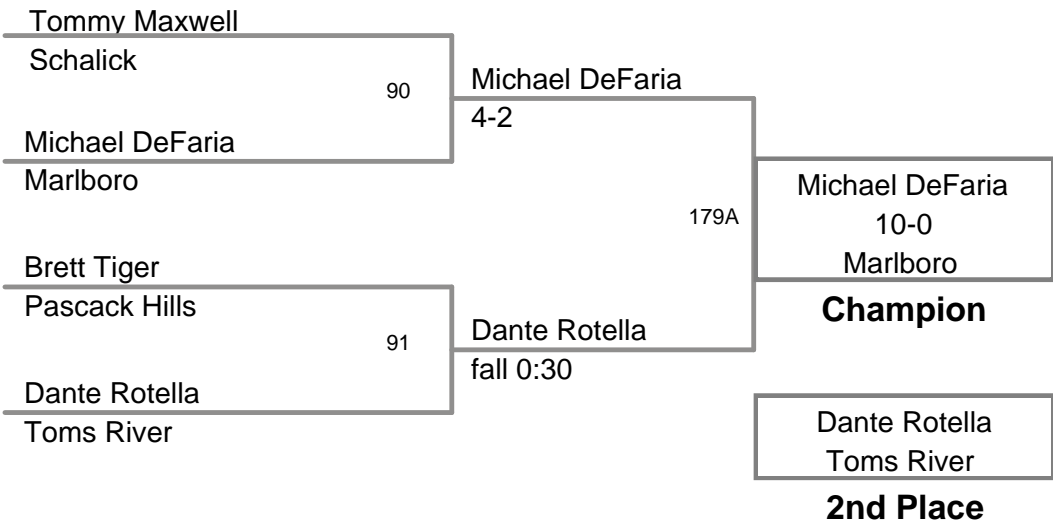 Tommy Maxwell
Schalick
90
Michael DeFaria
4-2
Michael DeFaria
Marlboro
179A
Michael DeFaria
10-0
Marlboro
Champion
Brett Tiger
Pascack Hills
91
Dante Rotella
fall 0:30
Dante Rotella
Toms River
Dante Rotella
Toms River
2nd Place